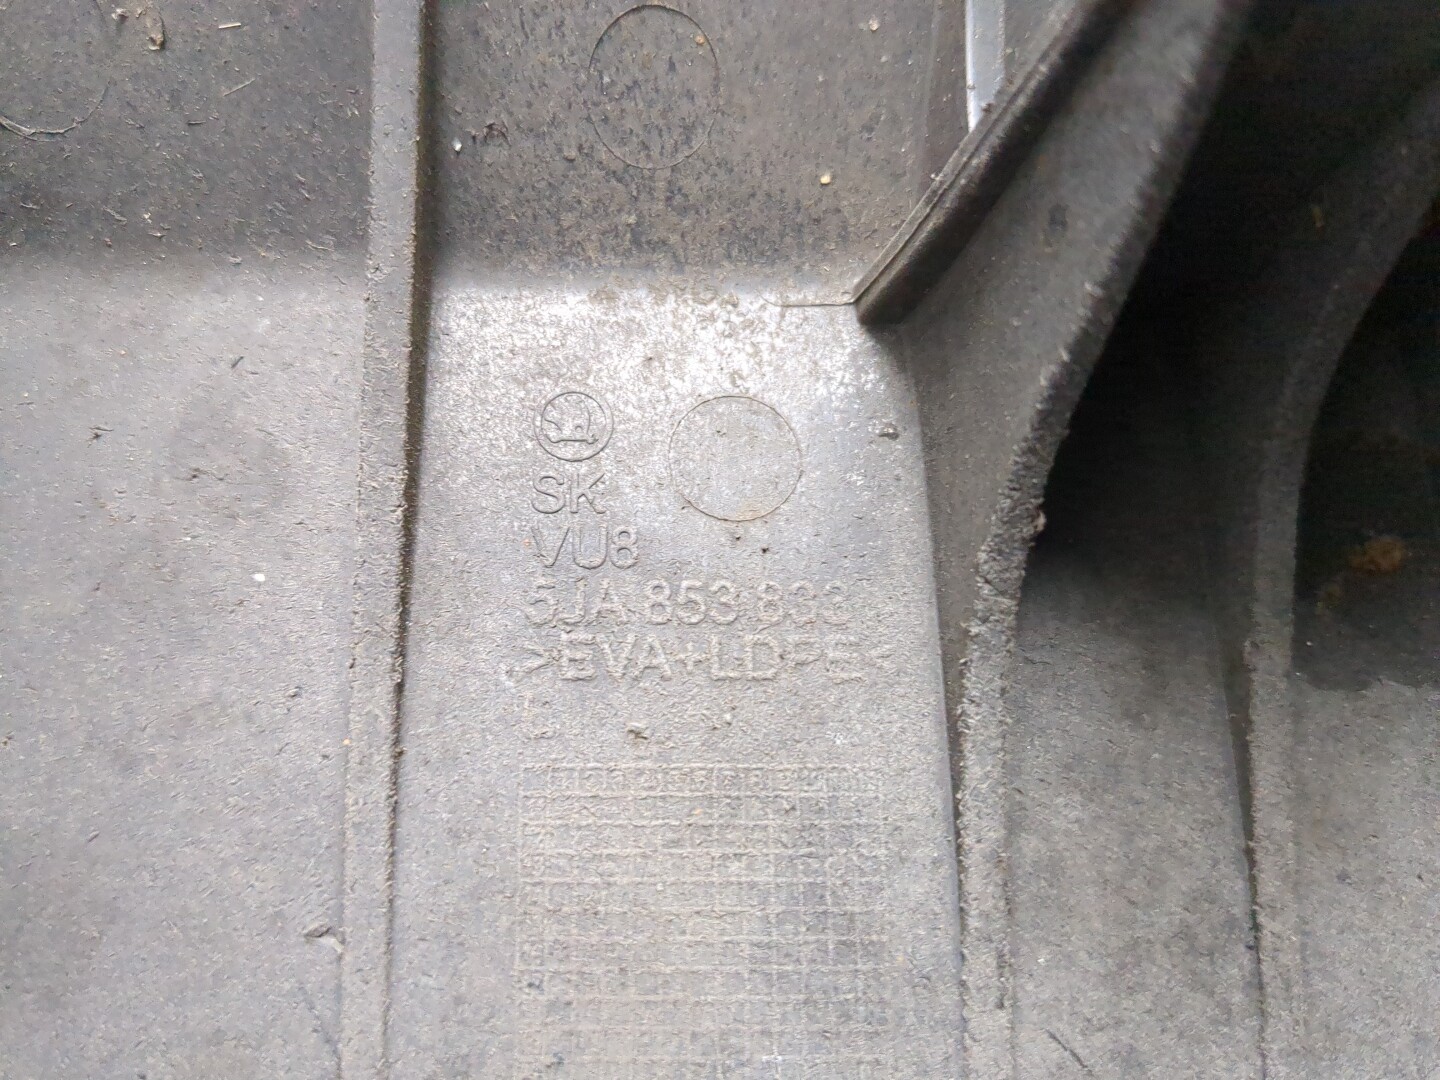 SK
VU8
5JA 853 833
>EVA+LDPE<